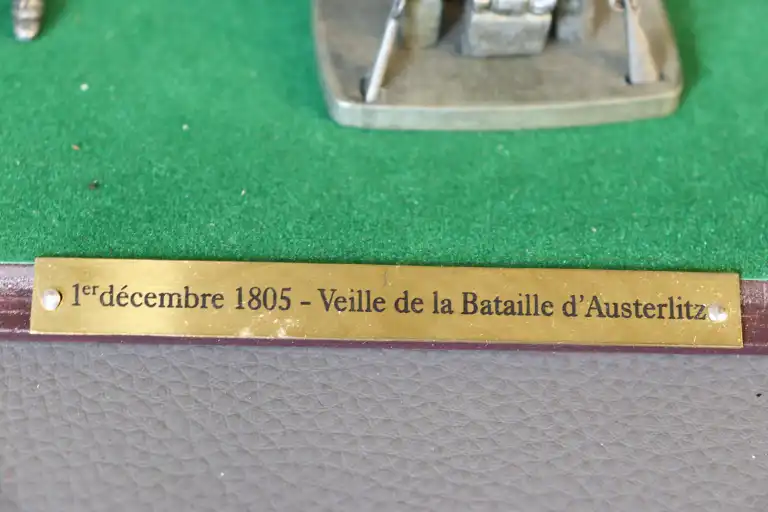 1er décembre 1805 - Veille de la Bataille d'Austerlitz